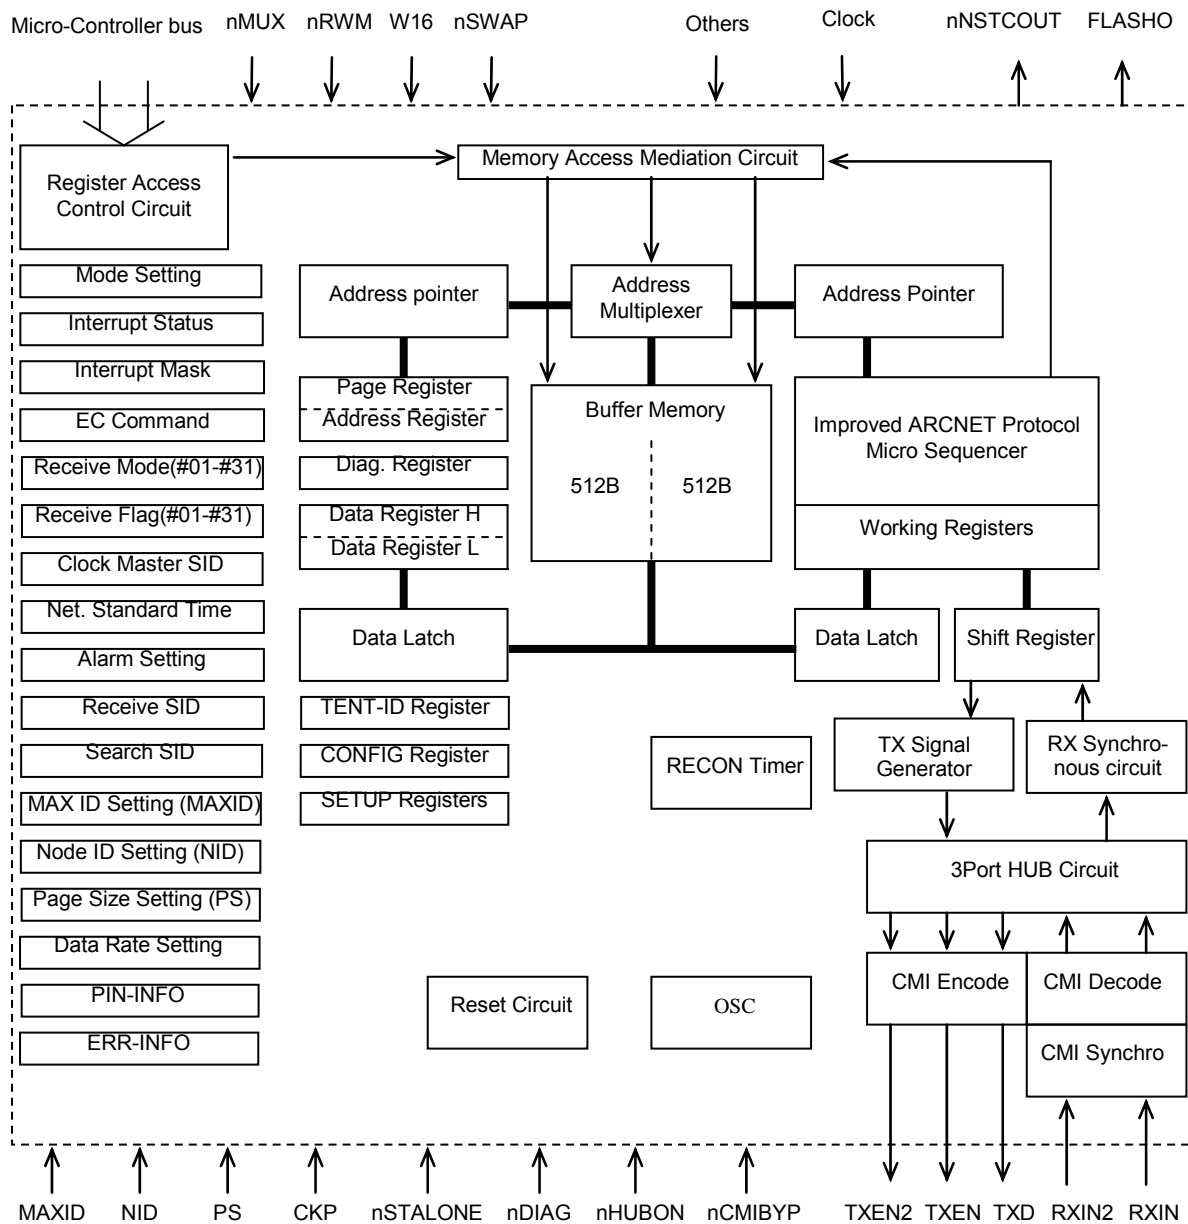 Micro-Controller bus nMUX nRWM W16 nSWAP Others Clock nNSTCOUT FLASHO
Register Access
Control Circuit
Memory Access Mediation Circuit
Mode Setting
Interrupt Status
Interrupt Mask
EC Command
Receive Mode(#01-#31)
Receive Flag(#01-#31)
Clock Master SID
Net. Standard Time
Alarm Setting
Receive SID
Search SID
MAX ID Setting (MAXID)
Node ID Setting (NID)
Page Size Setting (PS)
Data Rate Setting
PIN-INFO
ERR-INFO
Address pointer
Page Register
Address Register
Diag. Register
Data Register H
Data Register L
Data Latch
TENT-ID Register
CONFIG Register
SETUP Registers
Address
Multiplexer
Buffer Memory
512B 512B
Address Pointer
Improved ARCNET Protocol
Micro Sequencer
Working Registers
Data Latch
Shift Register
RECON Timer
TX Signal
Generator
RX Synchro-
nous circuit
3Port HUB Circuit
Reset Circuit
OSC
CMI Encode
CMI Decode
CMI Synchro
MAXID NID PS CKP nSTALONE nDIAG nHUBON nCMIBYP TXEN2 TXEN TXD RXIN2 RXIN